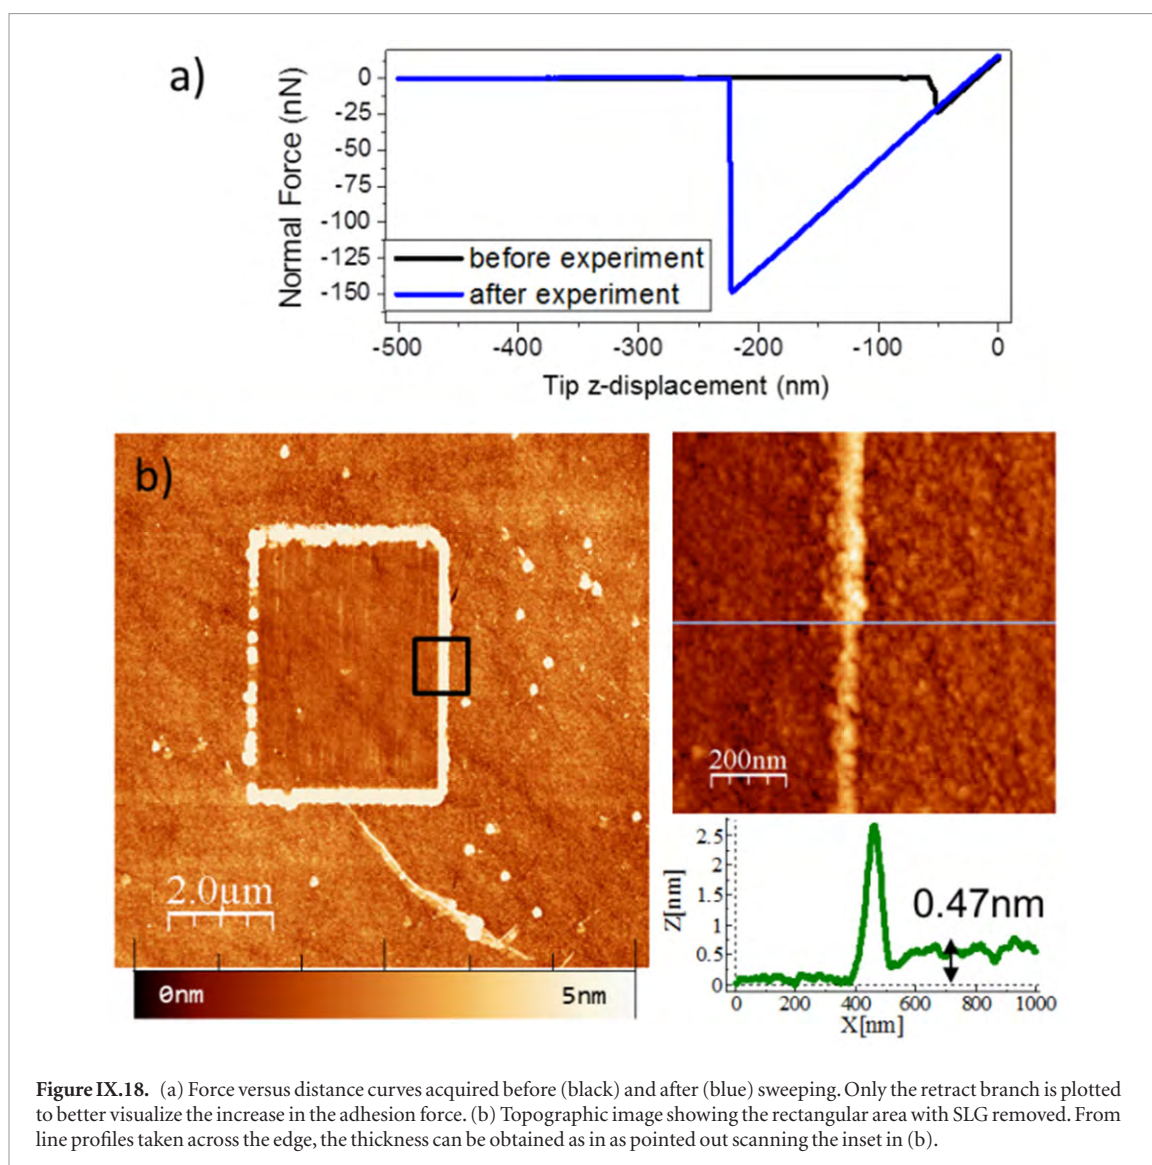 a)
Normal Force (nN)
0
-25
-50
-75
-100
-125
-150
before experiment
after experiment
-500 -400 -300 -200 -100 0
Tip z-displacement (nm)
b)
2.0μm
0nm 5nm
200nm
Z[nm]
2.5
2
1.5
1
0.5
0
0.47nm
0 200 400 600 800 1000
X[nm]
Figure IX.18. (a) Force versus distance curves acquired before (black) and after (blue) sweeping. Only the retract branch is plotted
to better visualize the increase in the adhesion force. (b) Topographic image showing the rectangular area with SLG removed. From
line profiles taken across the edge, the thickness can be obtained as in as pointed out scanning the inset in (b).